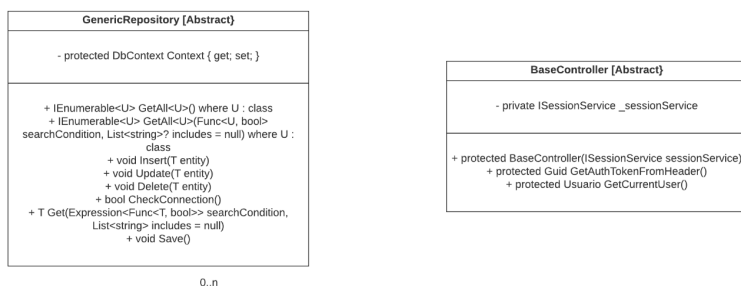 GenericRepository [Abstract}
- protected DbContext Context { get; set; }
+ IEnumerable<U> GetAll<U>() where U : class
+ IEnumerable<U> GetAll<U>(Func<U, bool>
searchCondition, List<string>? includes = null) where U :
class
+ void Insert(T entity)
+ void Update(T entity)
+ void Delete(T entity)
+ bool CheckConnection()
+ T Get(Expression<Func<T, bool>> searchCondition,
List<string> includes = null)
+ void Save()
0..n
BaseController [Abstract}
- private ISessionService _sessionService
+ protected BaseController(ISessionService sessionService)
+ protected Guid GetAuthTokenFromHeader()
+ protected Usuario GetCurrentUser()